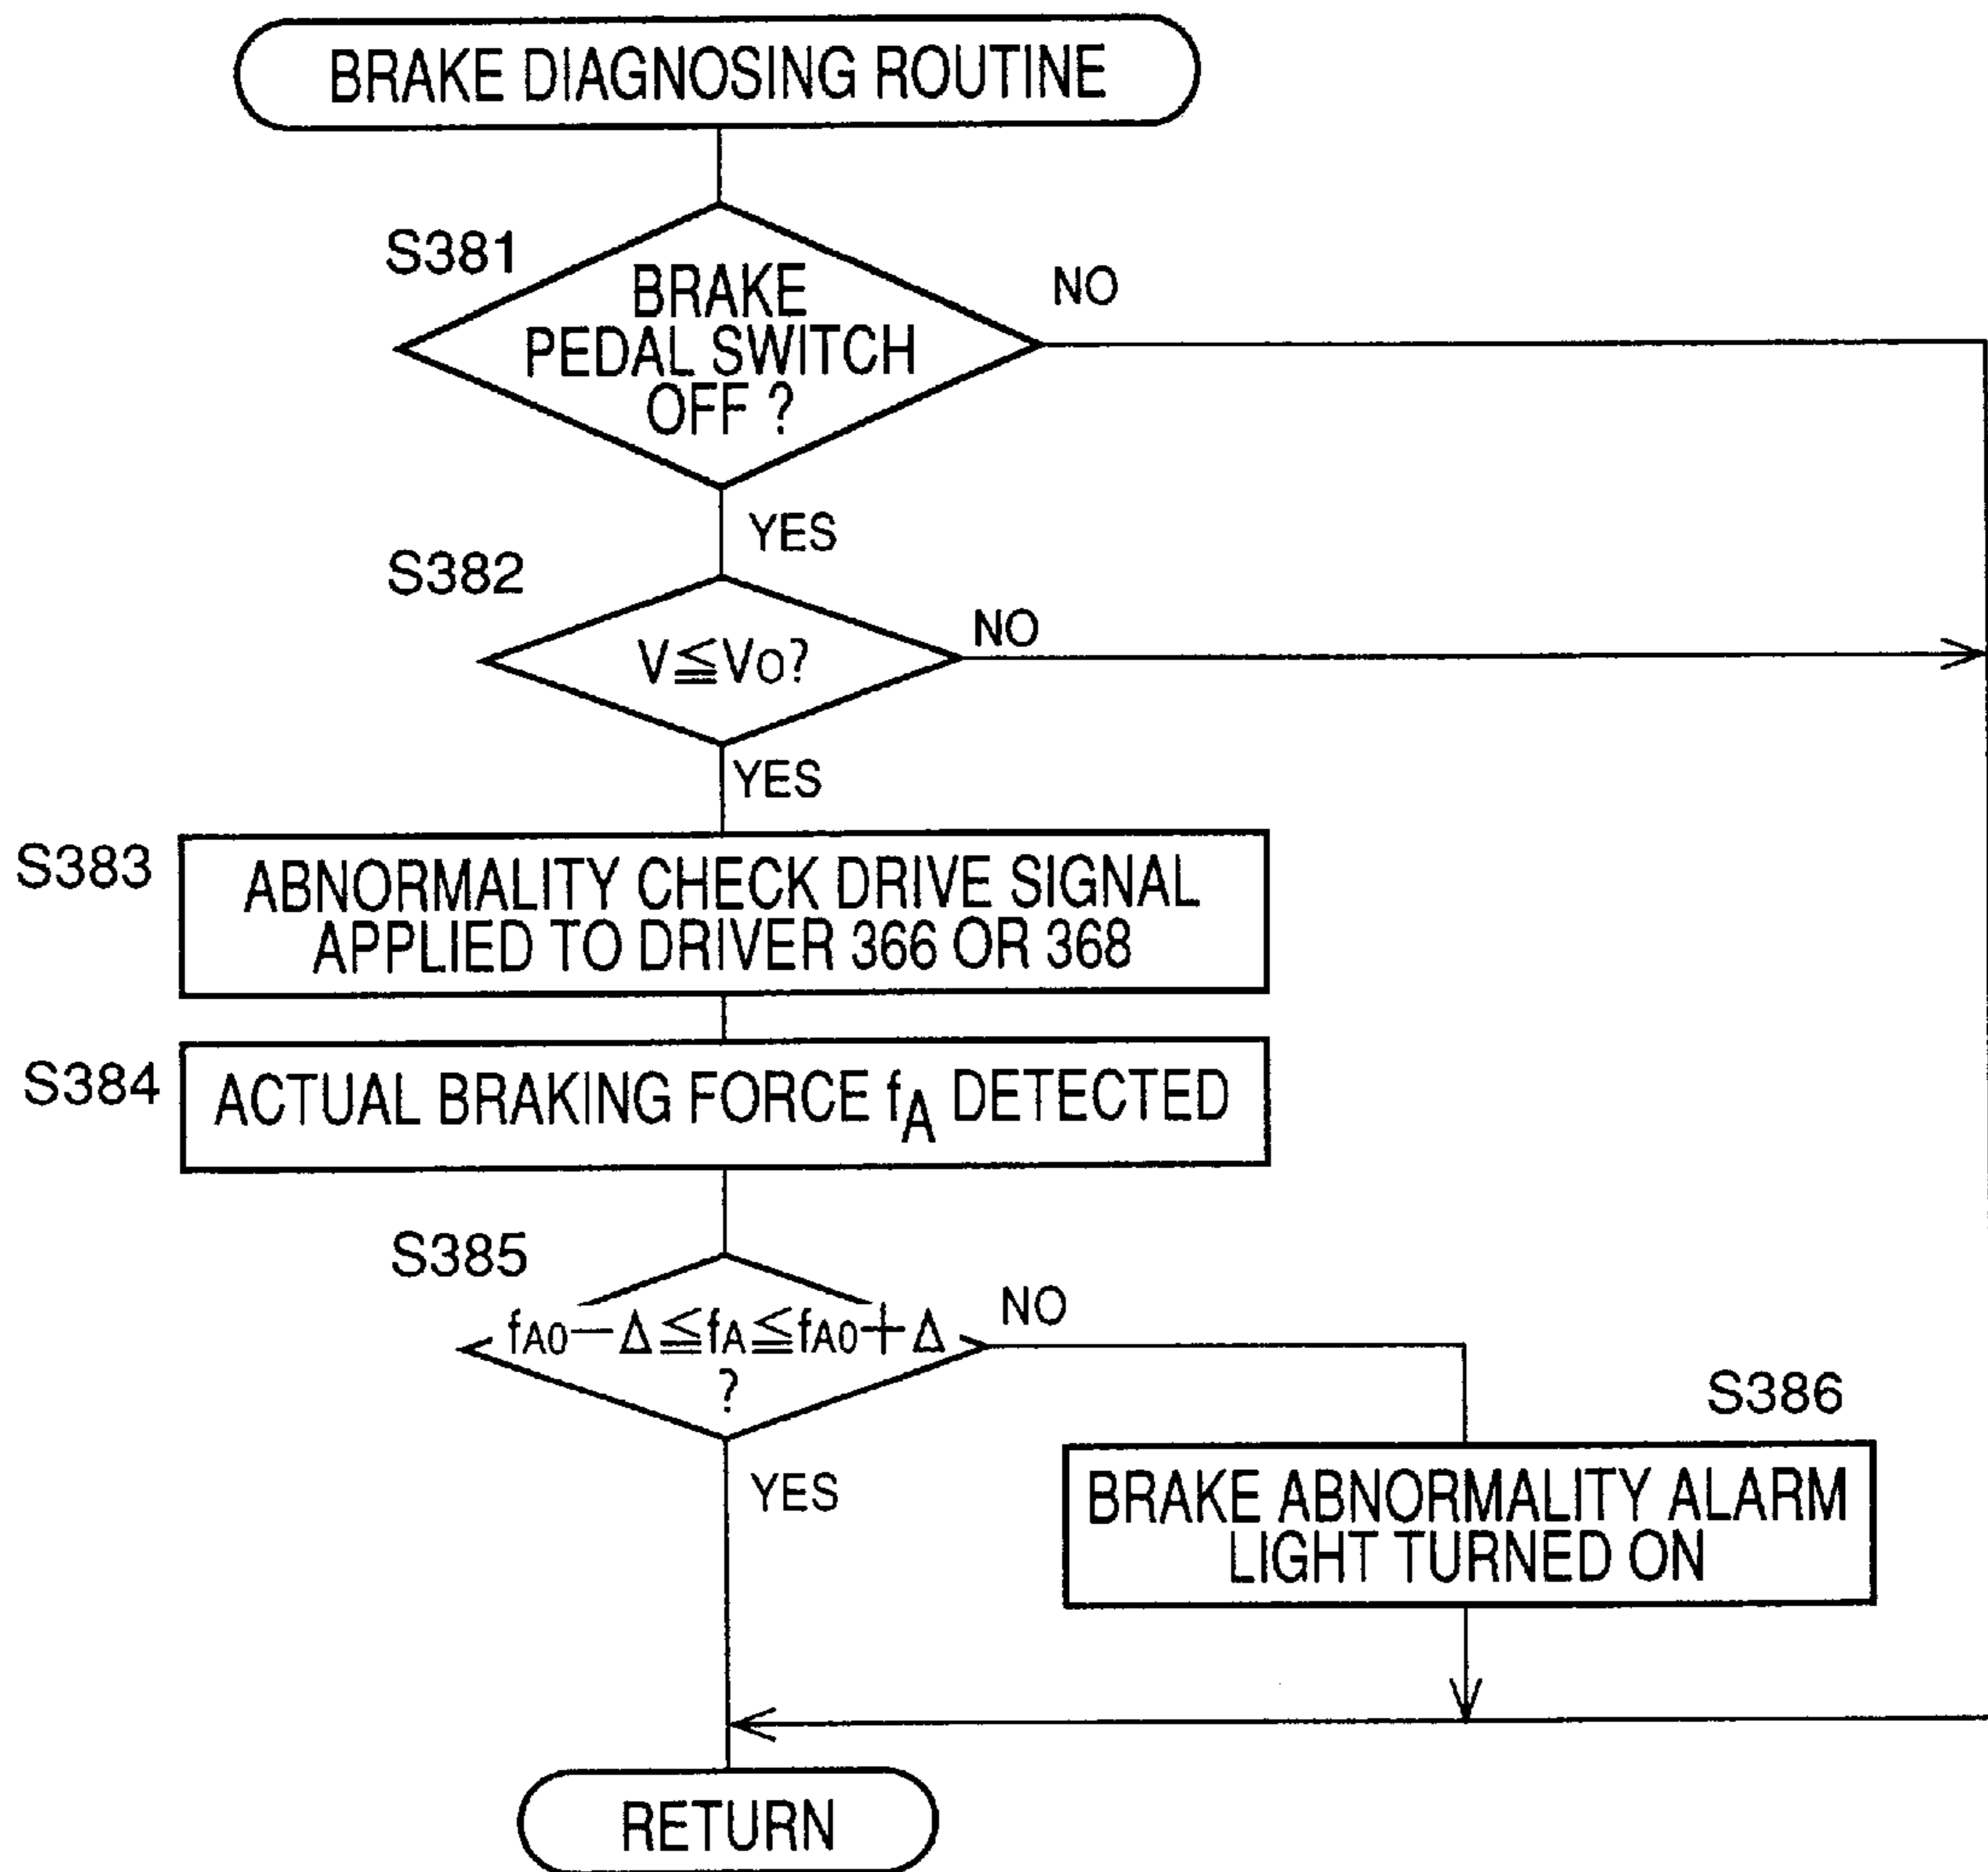 BRAKE DIAGNOSING ROUTINE
S381
BRAKE
PEDAL SWITCH
OFF ?
NO
YES
S382
V≦VO?
NO
YES
S383
ABNORMALITY CHECK DRIVE SIGNAL
APPLIED TO DRIVER 366 OR 368
S384
ACTUAL BRAKING FORCE fA DETECTED
S385
fA0−Δ≦fA≦fA0+Δ
?
NO
YES
S386
BRAKE ABNORMALITY ALARM
LIGHT TURNED ON
RETURN